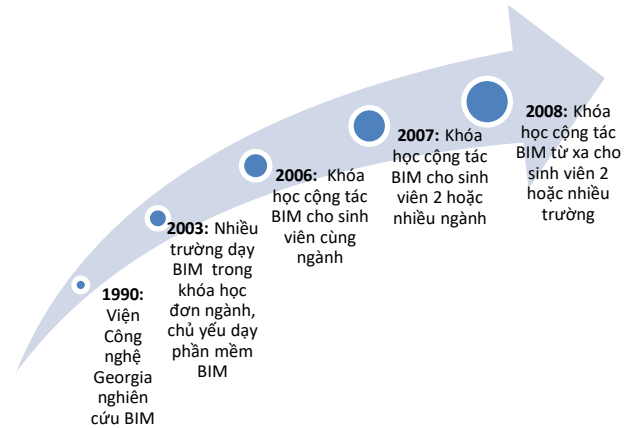 1990:
Viện
Công
nghệ
Georgia
nghiên
cứu BIM
2003: Nhiều
trường dạy
BIM trong
khóa học
đơn ngành,
chủ yếu dạy
phần mềm
BIM
2006: Khóa
học cộng tác
BIM cho sinh
viên cùng
ngành
2007: Khóa
học cộng tác
BIM cho sinh
viên 2 hoặc
nhiều ngành
2008: Khóa
học cộng tác
BIM từ xa cho
sinh viên 2
hoặc nhiều
trường